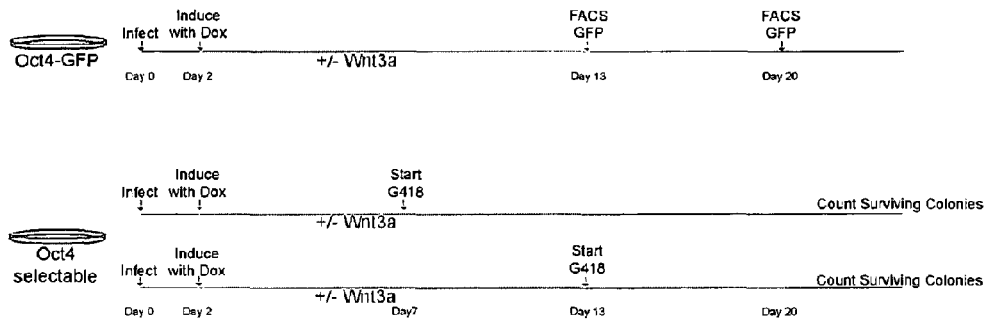 Oct4-GFP
Infect
Induce
with Dox
+/- Wnt3a
FACS
GFP
FACS
GFP
Day 0
Day 2
Day 13
Day 20
Oct4
selectable
Infect
Induce
with Dox
+/- Wnt3a
Start
G418
Count Surviving Colonies
Infect
Induce
with Dox
+/- Wnt3a
Start
G418
Count Surviving Colonies
Day 0
Day 2
Day7
Day 13
Day 20